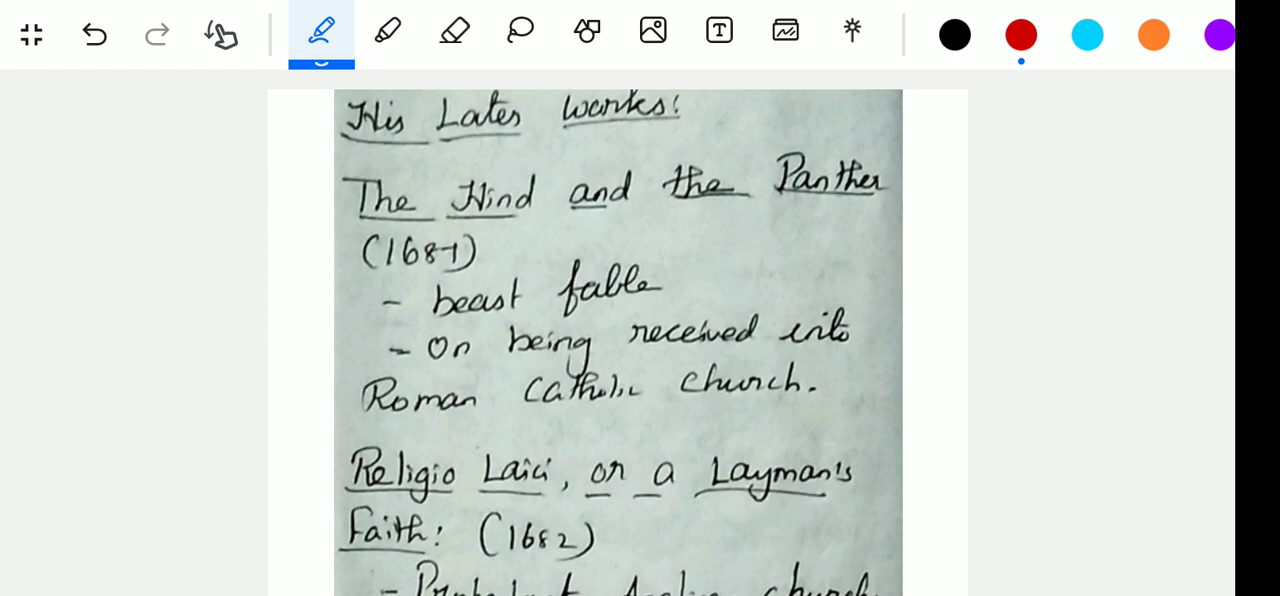 His Later works:
The Hind and the Panther
(1687)
- beast fable
- On being received into
Roman Catholic church.
Religio Laici, or a Layman's
Faith: (1682)
- church